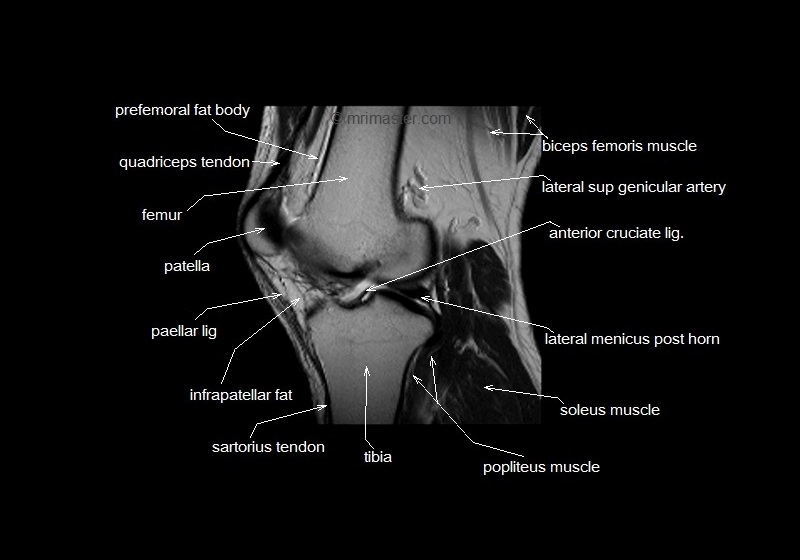 prefemoral fat body
© mrimaster.com
biceps femoris muscle
quadriceps tendon
lateral sup genicular artery
femur
anterior cruciate lig.
patella
paellar lig
lateral menicus post horn
infrapatellar fat
soleus muscle
sartorius tendon
tibia
popliteus muscle